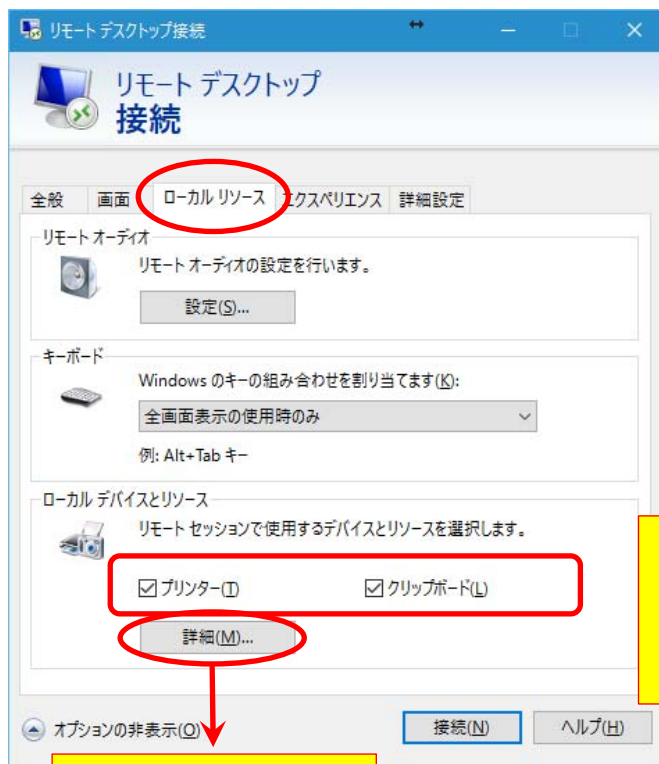 リモート デスクトップ接続
リモート デスクトップ
接続
全般 画面 ローカル リソース エクスペリエンス 詳細設定
リモート オーディオ
リモート オーディオの設定を行います。
設定(S)...
キーボード
Windows のキーの組み合わせを割り当てます(K):
全画面表示の使用時のみ
例: Alt+Tab キー
ローカル デバイスとリソース
リモート セッションで使用するデバイスとリソースを選択します。
プリンター(T) クリップボード(L)
詳細(M)...
オプションの非表示(O) 接続(N) ヘルプ(H)